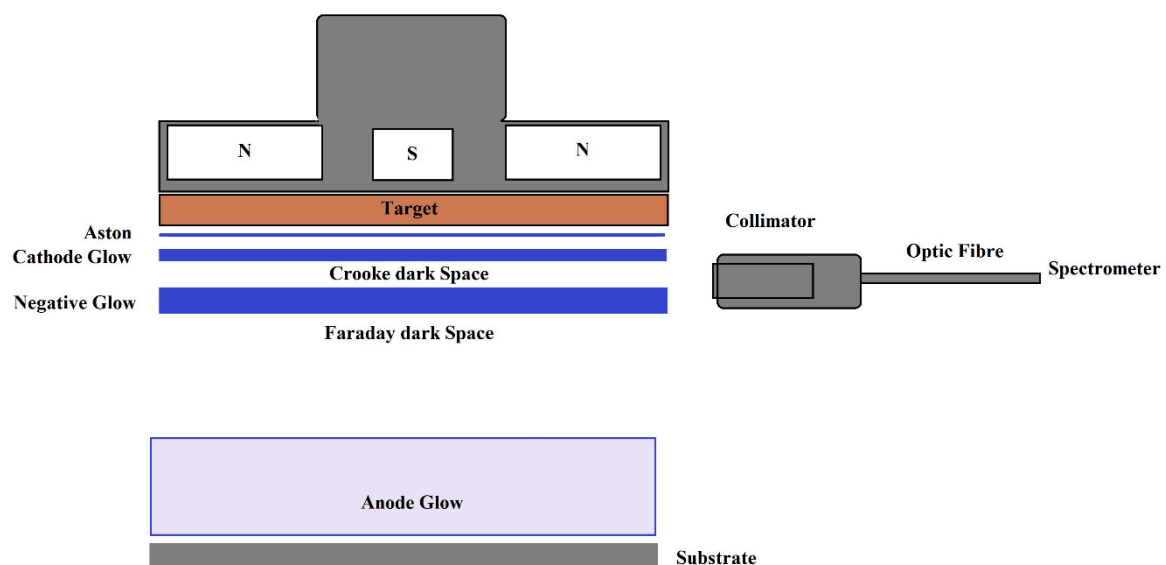 N
S
N
Target
Collimator
Aston
Cathode Glow
Optic Fibre
Spectrometer
Crooke dark Space
Negative Glow
Faraday dark Space
Anode Glow
Substrate